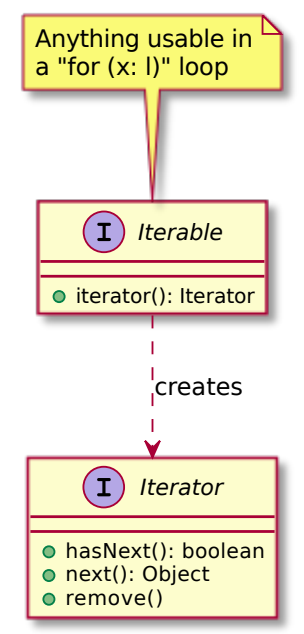 Anything usable in
a "for (x: l)" loop
I Iterable
iterator(): Iterator
creates
I Iterator
hasNext(): boolean
next(): Object
remove()